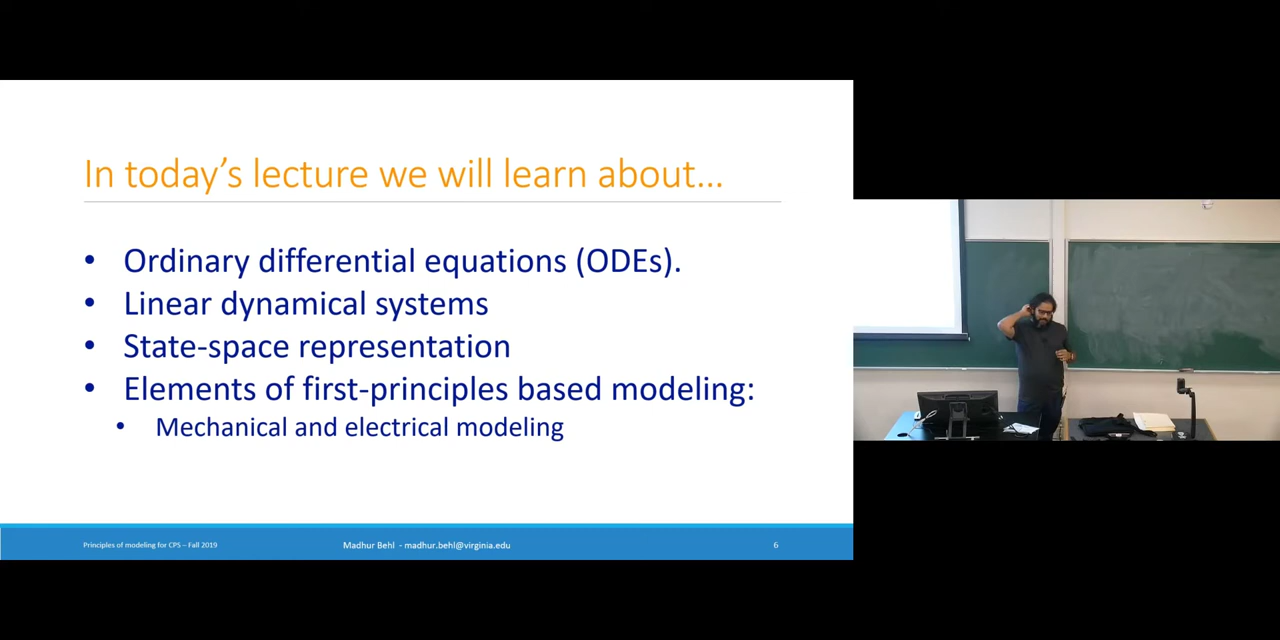 In today's lecture we will learn about…
• Ordinary differential equations (ODEs).
• Linear dynamical systems
• State-space representation
• Elements of first-principles based modeling:
• Mechanical and electrical modeling
Principles of modeling for CPS – Fall 2019
Madhur Behl - madhur.behl@virginia.edu
6